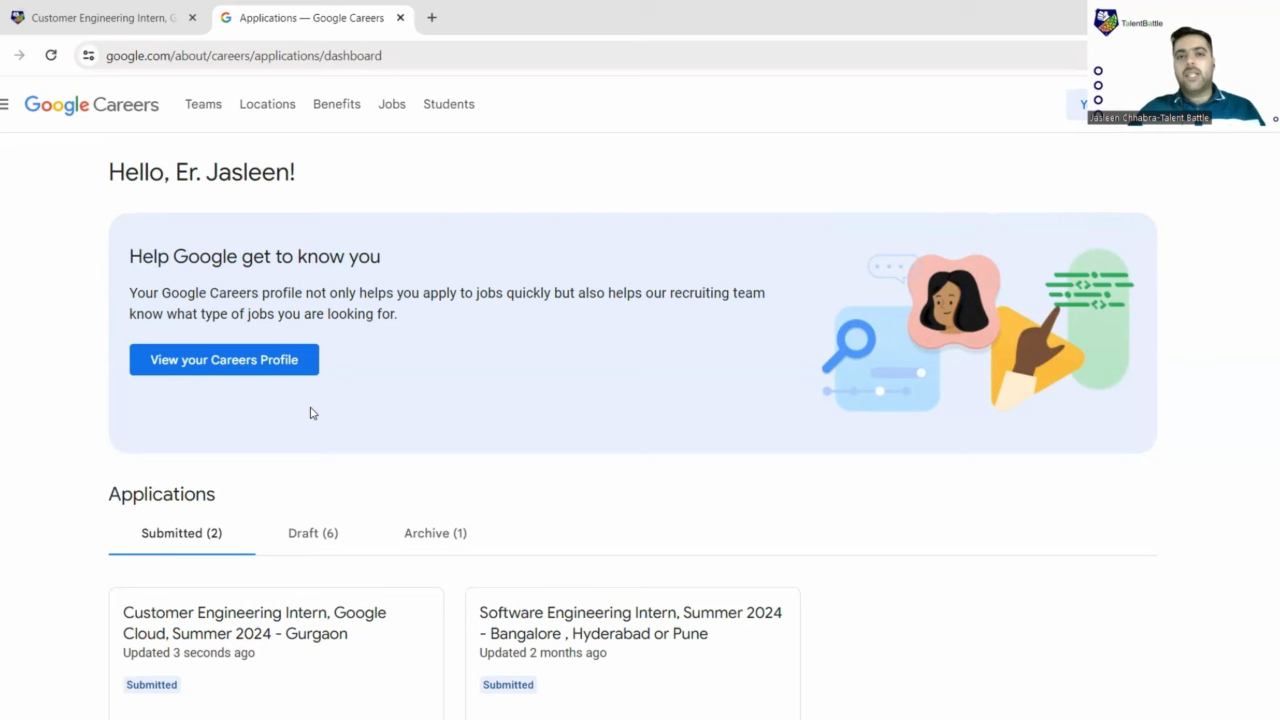 Customer Engineering Intern, G
Applications — Google Careers
TalentBattle
google.com/about/careers/applications/dashboard
Google Careers
Teams
Locations
Benefits
Jobs
Students
Y
Jasleen Chhabra-Talent Battle
Hello, Er. Jasleen!
Help Google get to know you
Your Google Careers profile not only helps you apply to jobs quickly but also helps our recruiting team
know what type of jobs you are looking for.
View your Careers Profile
Applications
Submitted (2)
Draft (6)
Archive (1)
Customer Engineering Intern, Google
Cloud, Summer 2024 - Gurgaon
Updated 3 seconds ago
Submitted
Software Engineering Intern, Summer 2024
- Bangalore , Hyderabad or Pune
Updated 2 months ago
Submitted